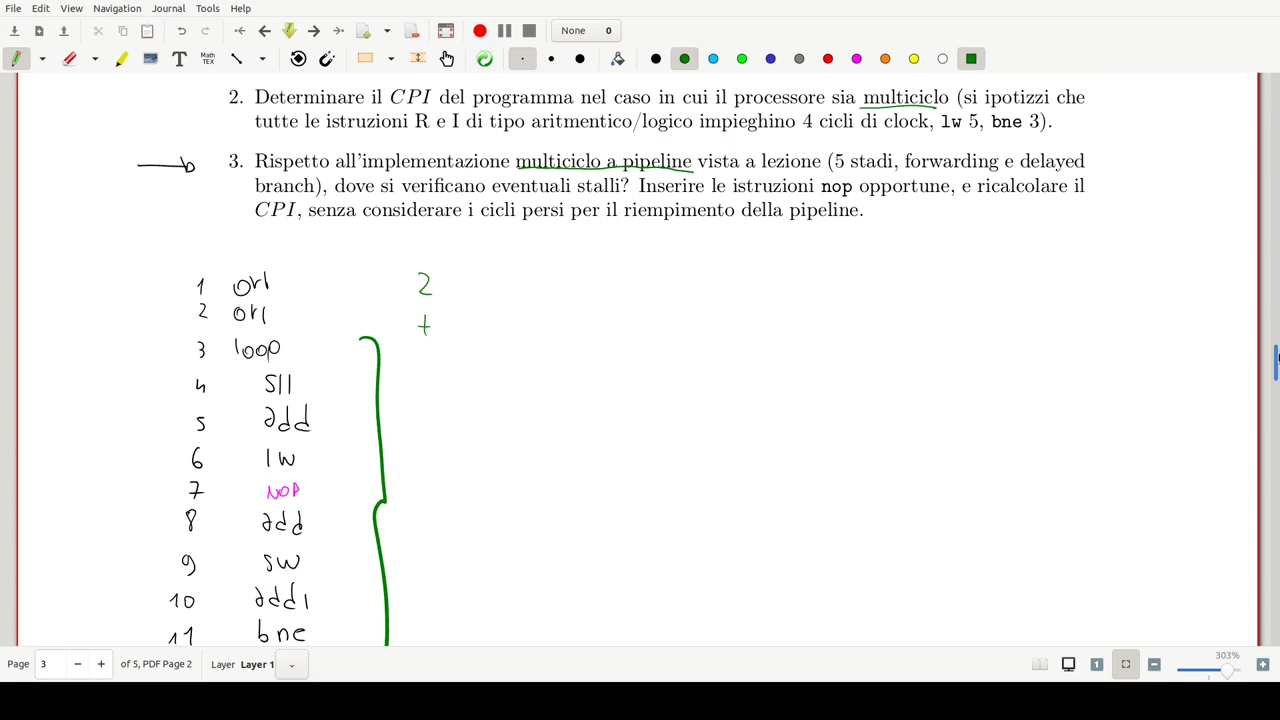 File Edit View Journal Tools Help
None 0
T Math TEX
2. Determinare il CPI del programma nel caso in cui il processore sia multiciclo (si ipotizzi che
tutte le istruzioni R e I di tipo aritmetico/logico impieghino 4 cicli di clock, lw 5, bne 3).
3. Rispetto all'implementazione multiciclo a pipeline vista a lezione (5 stadi, forwarding e delayed
branch), dove si verificano eventuali stalli? Inserire le istruzioni nop opportune, e ricalcolare il
CPI, senza considerare i cicli persi per il riempimento della pipeline.
1 ori 2
2 ori +
3 loop
4 sll
5 add
6 lw
7 NOP
8 add
9 sw
10 addi
11 bne
Page 3 of 5, PDF Page 2 Layer Layer 1 1 303%